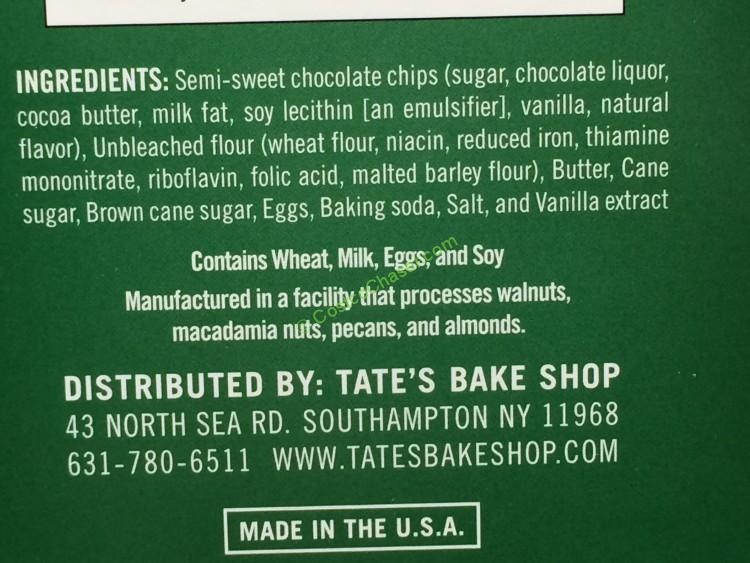 INGREDIENTS: Semi-sweet chocolate chips (sugar, chocolate liquor,
cocoa butter, milk fat, soy lecithin [an emulsifier], vanilla, natural
flavor), Unbleached flour (wheat flour, niacin, reduced iron, thiamine
mononitrate, riboflavin, folic acid, malted barley flour), Butter, Cane
sugar, Brown cane sugar, Eggs, Baking soda, Salt, and Vanilla extract
Contains Wheat, Milk, Eggs, and Soy
Manufactured in a facility that processes walnuts,
macadamia nuts, pecans, and almonds.
© CostcoChaser.com
DISTRIBUTED BY: TATE'S BAKE SHOP
43 NORTH SEA RD. SOUTHAMPTON NY 11968
631-780-6511 WWW.TATESBAKESHOP.COM
MADE IN THE U.S.A.